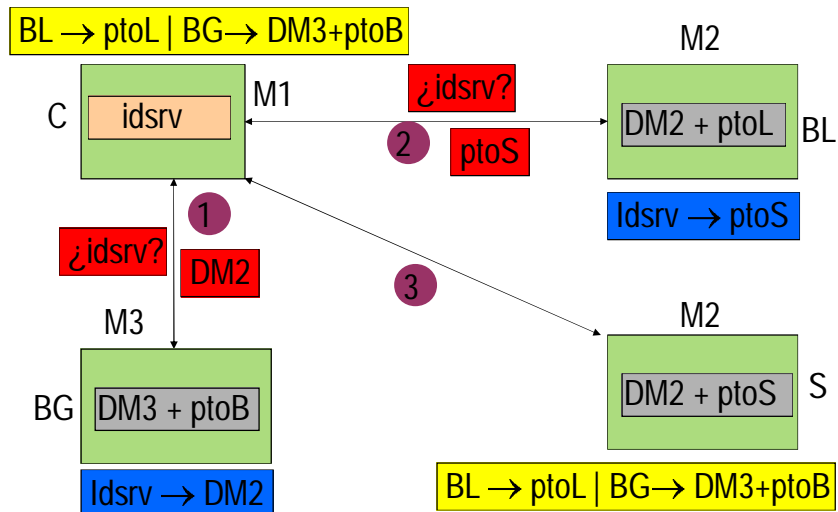 BL → ptoL | BG→ DM3+ptoB
M2
C
idsrv
M1
¿idsrv?
2
ptoS
DM2 + ptoL
BL
Idsrv → ptoS
1
¿idsrv?
DM2
3
M3
M2
BG
DM3 + ptoB
DM2 + ptoS
S
Idsrv → DM2
BL → ptoL | BG→ DM3+ptoB